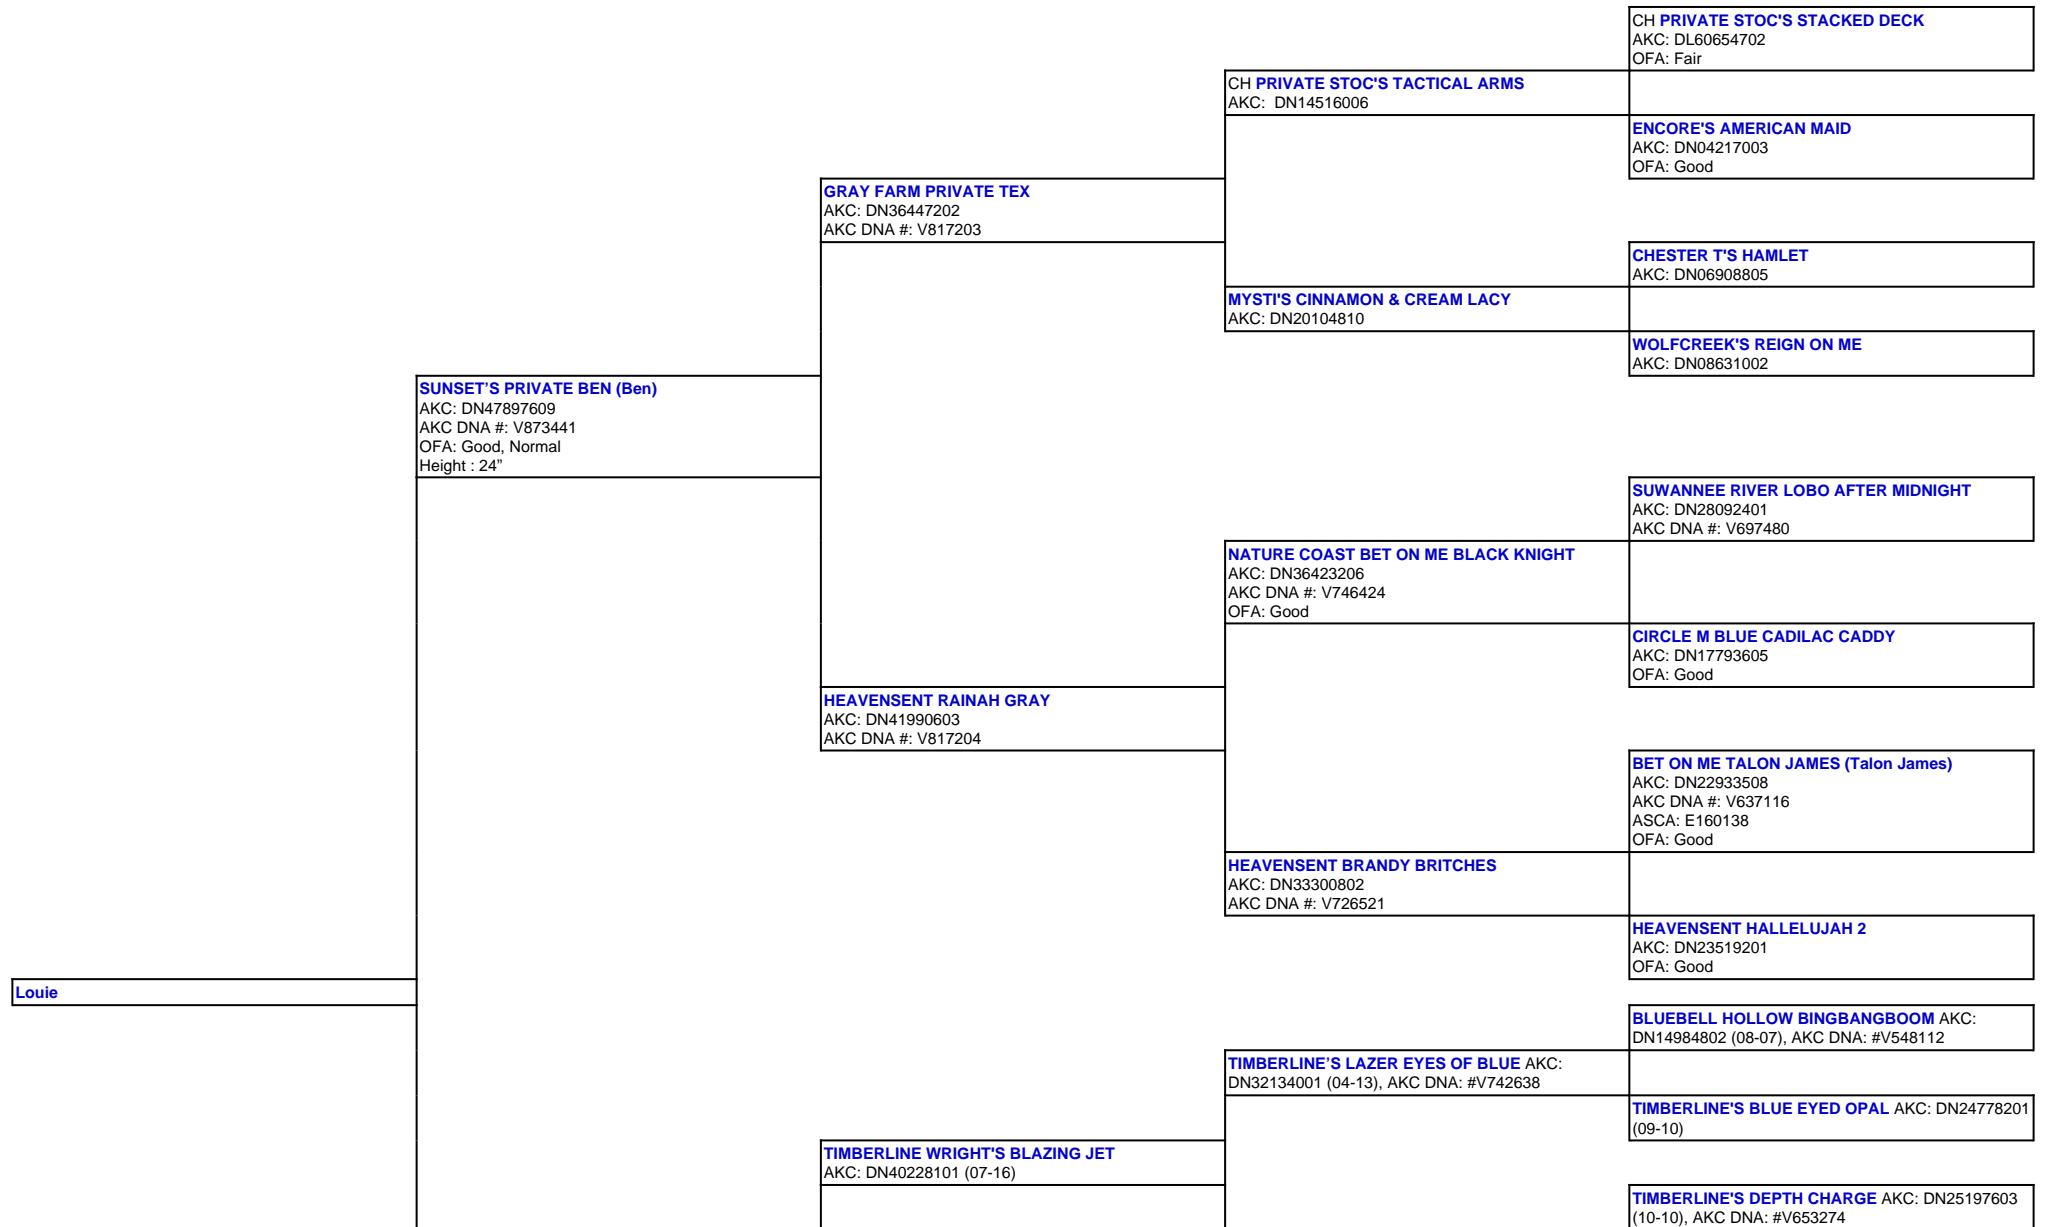 CH PRIVATE STOC'S STACKED DECK
AKC: DL60654702
OFA: Fair
CH PRIVATE STOC'S TACTICAL ARMS
AKC:  DN14516006
ENCORE'S AMERICAN MAID
AKC: DN04217003
OFA: Good
GRAY FARM PRIVATE TEX
AKC: DN36447202
AKC DNA #: V817203
CHESTER T'S HAMLET
AKC: DN06908805
MYSTI'S CINNAMON & CREAM LACY
AKC: DN20104810
WOLFCREEK'S REIGN ON ME
AKC: DN08631002
SUNSET’S PRIVATE BEN (Ben)
AKC: DN47897609
AKC DNA #: V873441
OFA: Good, Normal
Height : 24”
SUWANNEE RIVER LOBO AFTER MIDNIGHT
AKC: DN28092401
AKC DNA #: V697480
NATURE COAST BET ON ME BLACK KNIGHT
AKC: DN36423206
AKC DNA #: V746424
OFA: Good
CIRCLE M BLUE CADILAC CADDY
AKC: DN17793605
OFA: Good
HEAVENSENT RAINAH GRAY
AKC: DN41990603
AKC DNA #: V817204
BET ON ME TALON JAMES (Talon James)
AKC: DN22933508
AKC DNA #: V637116
ASCA: E160138
OFA: Good
HEAVENSENT BRANDY BRITCHES
AKC: DN33300802
AKC DNA #: V726521
HEAVENSENT HALLELUJAH 2
AKC: DN23519201
OFA: Good
Louie
BLUEBELL HOLLOW BINGBANGBOOM AKC:
DN14984802 (08-07), AKC DNA: #V548112
TIMBERLINE’S LAZER EYES OF BLUE AKC:
DN32134001 (04-13), AKC DNA: #V742638
TIMBERLINE'S BLUE EYED OPAL AKC: DN24778201
(09-10)
TIMBERLINE WRIGHT'S BLAZING JET
AKC: DN40228101 (07-16)
TIMBERLINE'S DEPTH CHARGE AKC: DN25197603
(10-10), AKC DNA: #V653274